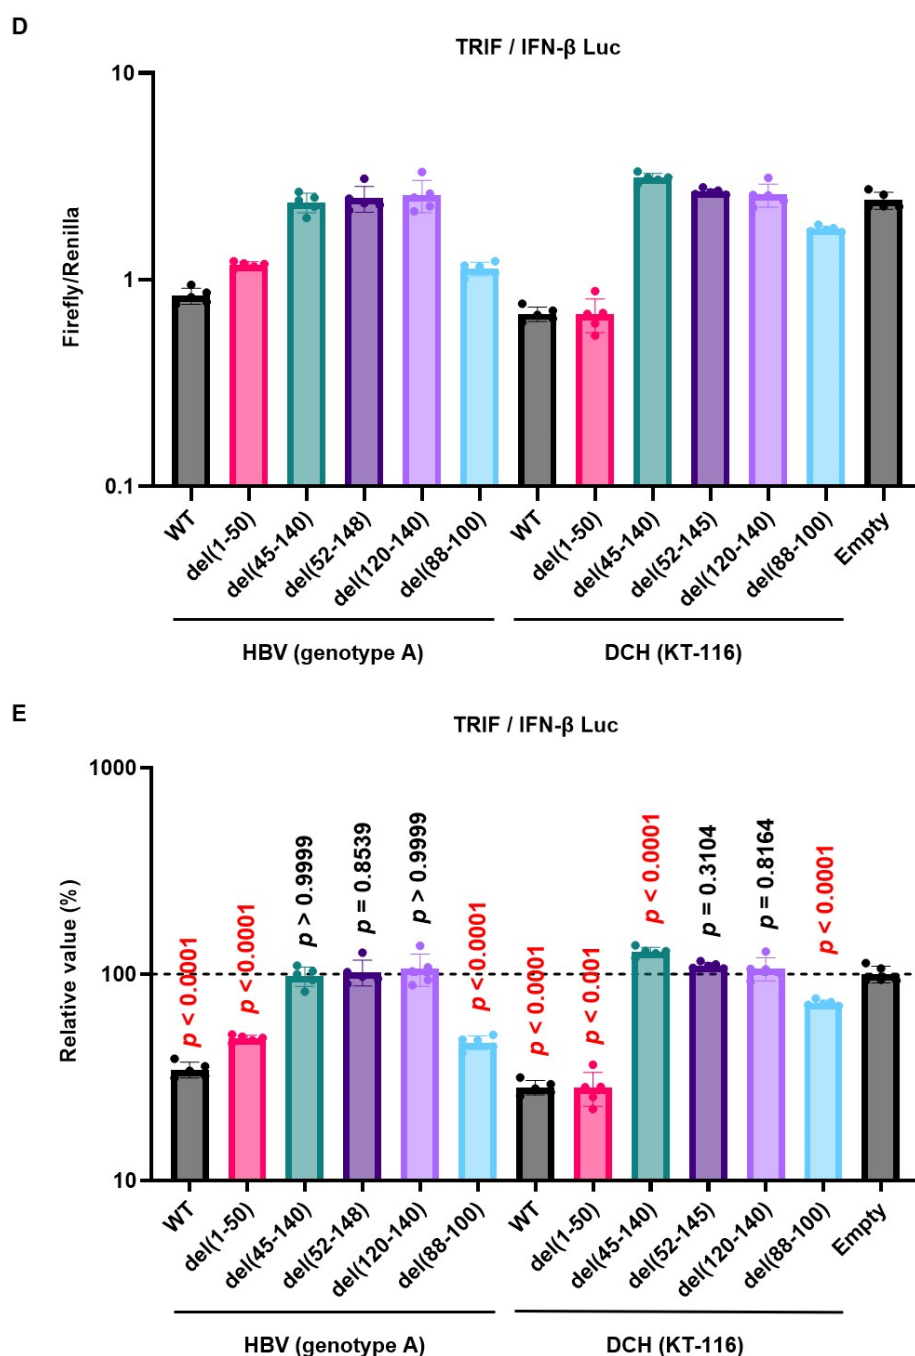 D
TRIF / IFN-β Luc
10
1
0.1
Firefly/Renilla
WT
del(1-50)
del(45-140)
del(52-148)
del(120-140)
del(88-100)
WT
del(1-50)
del(45-140)
del(52-145)
del(120-140)
del(88-100)
Empty
HBV (genotype A)
DCH (KT-116)
E
TRIF / IFN-β Luc
1000
100
10
Relative value (%)
p < 0.0001
p < 0.0001
p > 0.9999
p = 0.8539
p > 0.9999
p <0.0001
p < 0.0001
p < 0.001
p < 0.0001
p = 0.3104
p = 0.8164
p < 0.0001
WT
del(1-50)
del(45-140)
del(52-148)
del(120-140)
del(88-100)
WT
del(1-50)
del(45-140)
del(52-145)
del(120-140)
del(88-100)
Empty
HBV (genotype A)
DCH (KT-116)